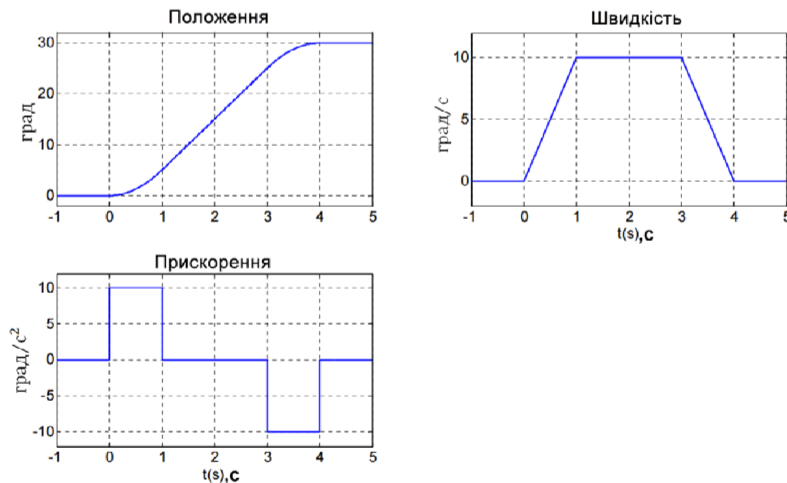 Положення
град
30
20
10
0
-1 0 1 2 3 4 5
Швидкість
град/с
10
5
0
-1 0 1 2 3 4 5
t(s),с
Прискорення
град/с²
10
5
0
-5
-10
-1 0 1 2 3 4 5
t(s),с